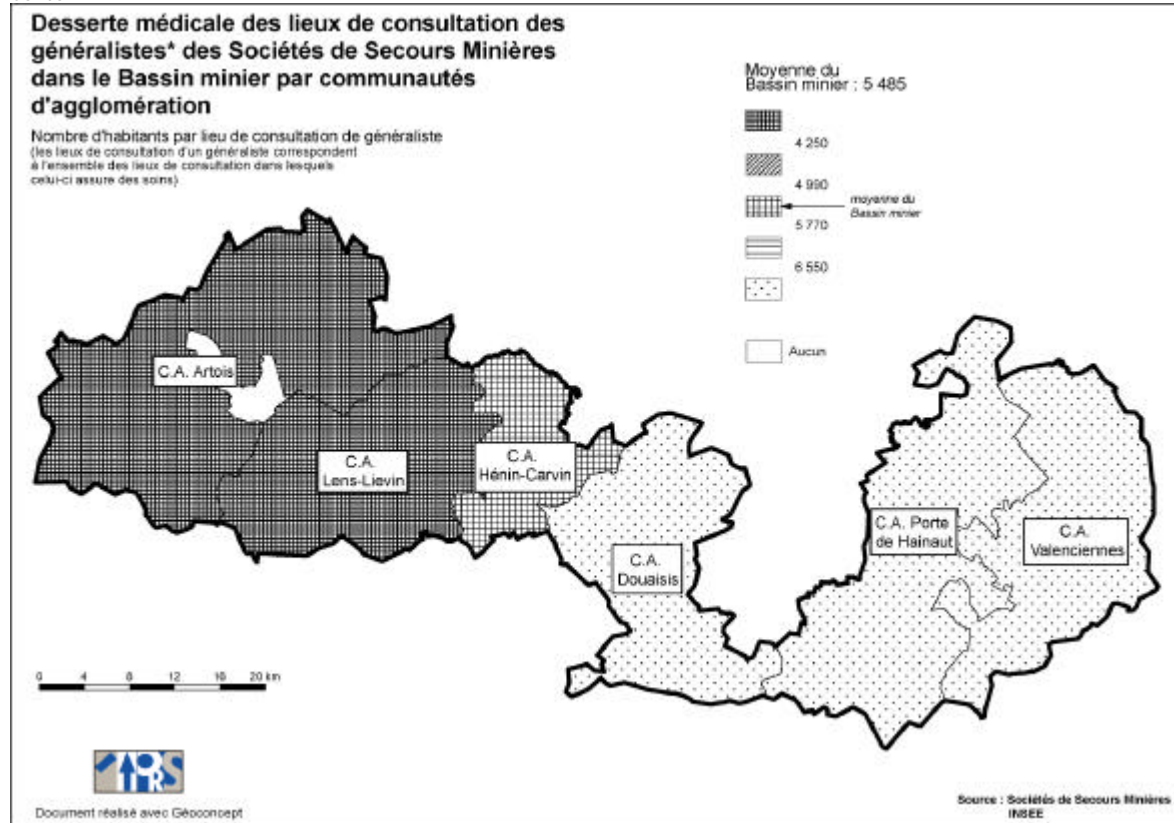 Desserte médicale des lieux de consultation des
généralistes* des Sociétés de Secours Minières
dans le Bassin minier par communautés
d'agglomération
Nombre d'habitants par lieu de consultation de généraliste
(les lieux de consultation d'un généraliste correspondent
à l'ensemble des lieux de consultation dans lesquels
celui-ci assure des soins)
Moyenne du
Bassin minier : 5 485
4 250
4 990
moyenne du
Bassin minier
5 770
6 550
Aucun
C.A. Artois
C.A.
Lens-Lievin
C.A.
Hénin-Carvin
C.A.
Douaisis
C.A. Porte
de Hainaut
C.A.
Valenciennes
0 4 8 12 16 20 km
Document réalisé avec Géoconcept
Source : Sociétés de Secours Minières
INSEE